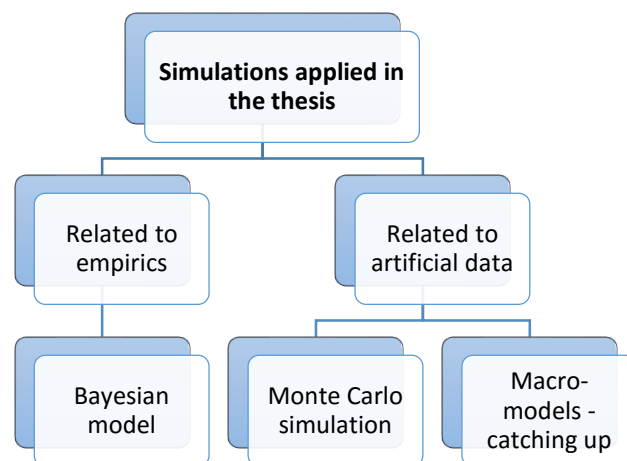 Simulations applied in
the thesis
Related to
empirics
Related to
artificial data
Bayesian
model
Monte Carlo
simulation
Macro-
models -
catching up